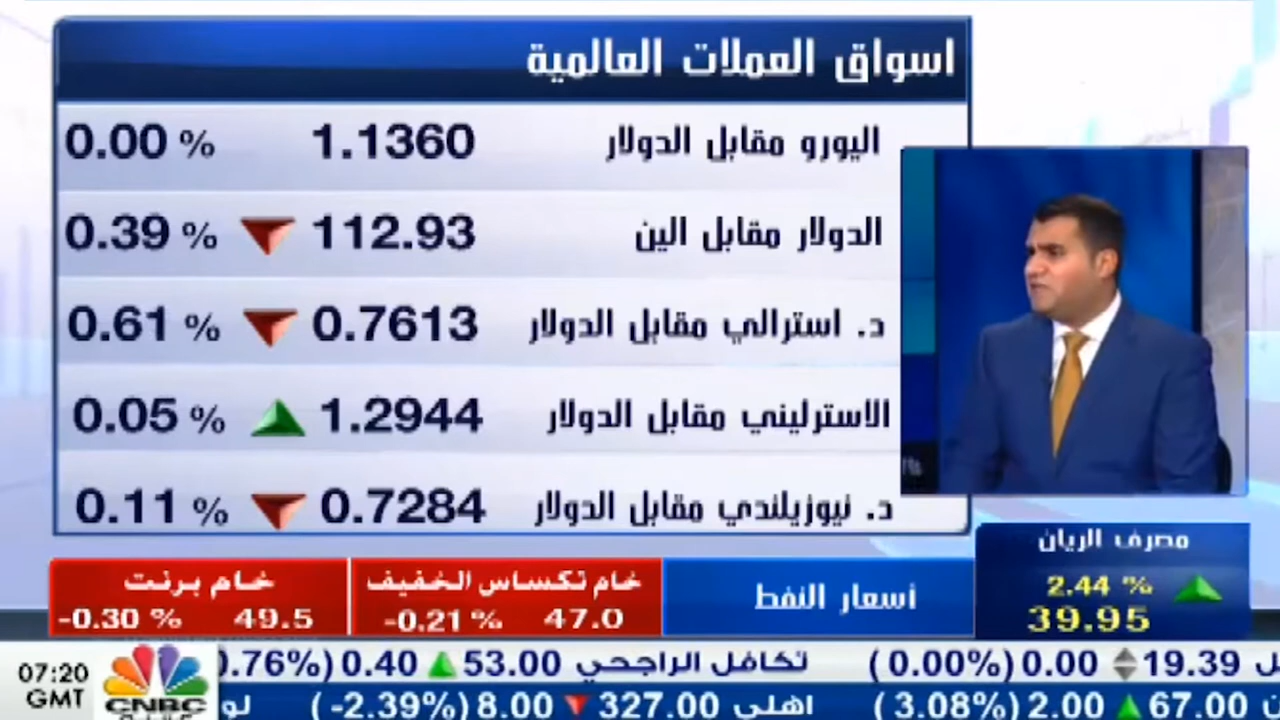 اسواق العملات العالمية
اليورو مقابل الدولار 1.1360 0.00 %
الدولار مقابل الين 112.93 ▼ 0.39 %
د. استرالي مقابل الدولار 0.7613 ▼ 0.61 %
الاسترليني مقابل الدولار 1.2944 ▲ 0.05 %
د. نيوزيلندي مقابل الدولار 0.7284 ▼ 0.11 %
مصرف الريان
2.44 % ▲
39.95
أسعار النفط
خام تكساس الخفيف
47.0 -0.21 %
خام برنت
49.5 -0.30 %
19.39 0.00 (0.00%) تكافل الراجحي 53.00 ▲ 0.40 (0.76%)
67.00 ▲ 2.00 (3.08%) اهلي 327.00 ▼ 8.00 (-2.39%) لو
07:20
GMT
CNBC